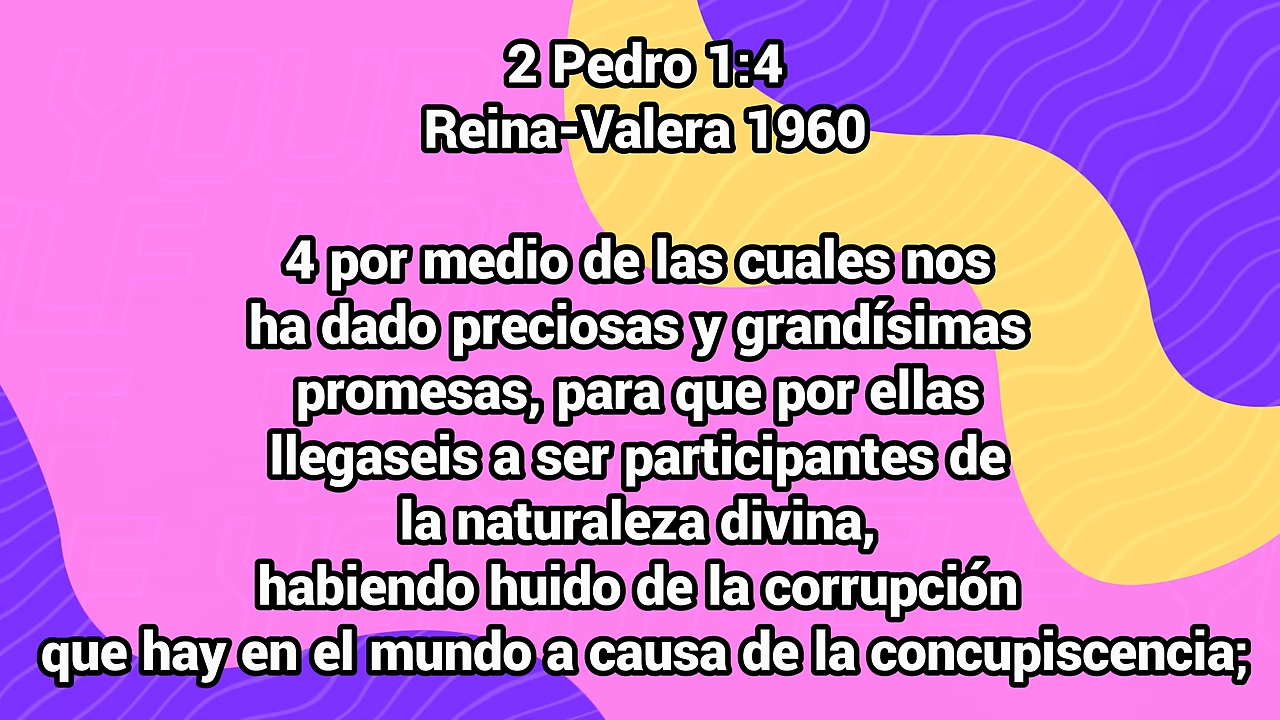 2 Pedro 1:4
Reina-Valera 1960
4 por medio de las cuales nos
ha dado preciosas y grandísimas
promesas, para que por ellas
llegaseis a ser participantes de
la naturaleza divina,
habiendo huido de la corrupción
que hay en el mundo a causa de la concupiscencia;